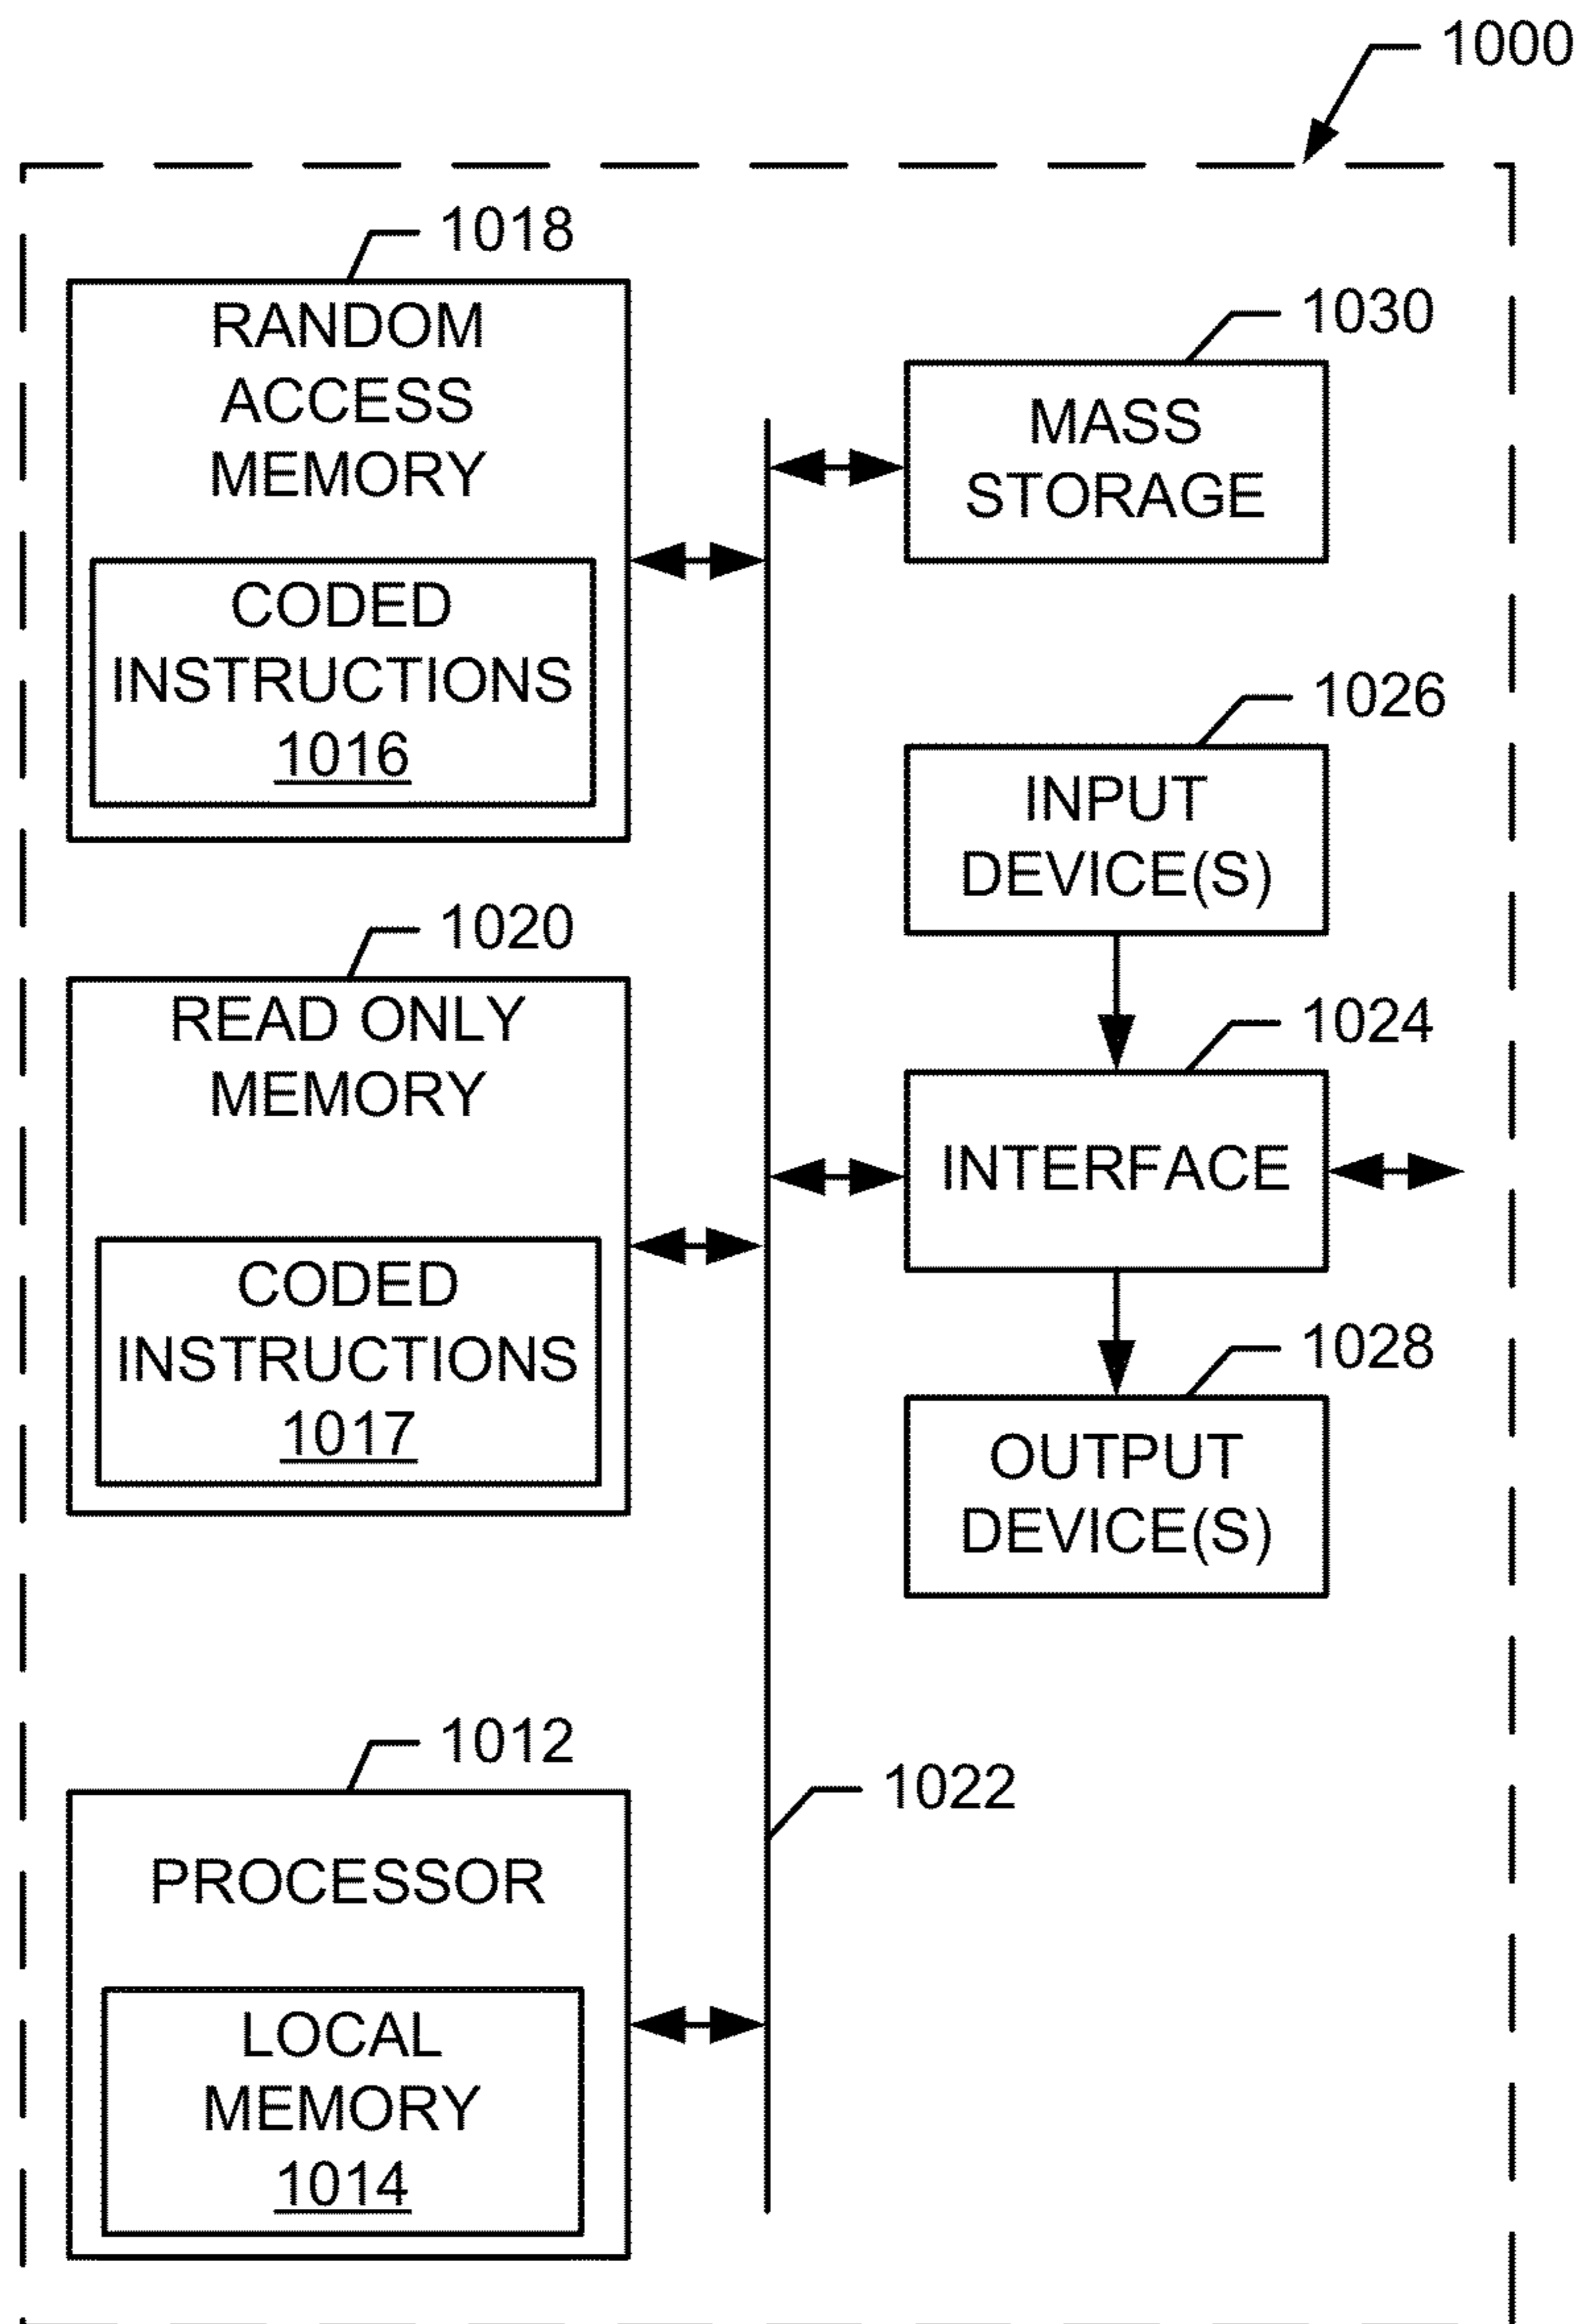 1000
1018
RANDOM
ACCESS
MEMORY
CODED
INSTRUCTIONS
1016
1030
MASS
STORAGE
1026
INPUT
DEVICE(S)
1020
READ ONLY
MEMORY
CODED
INSTRUCTIONS
1017
1024
INTERFACE
1028
OUTPUT
DEVICE(S)
1012
PROCESSOR
LOCAL
MEMORY
1014
1022